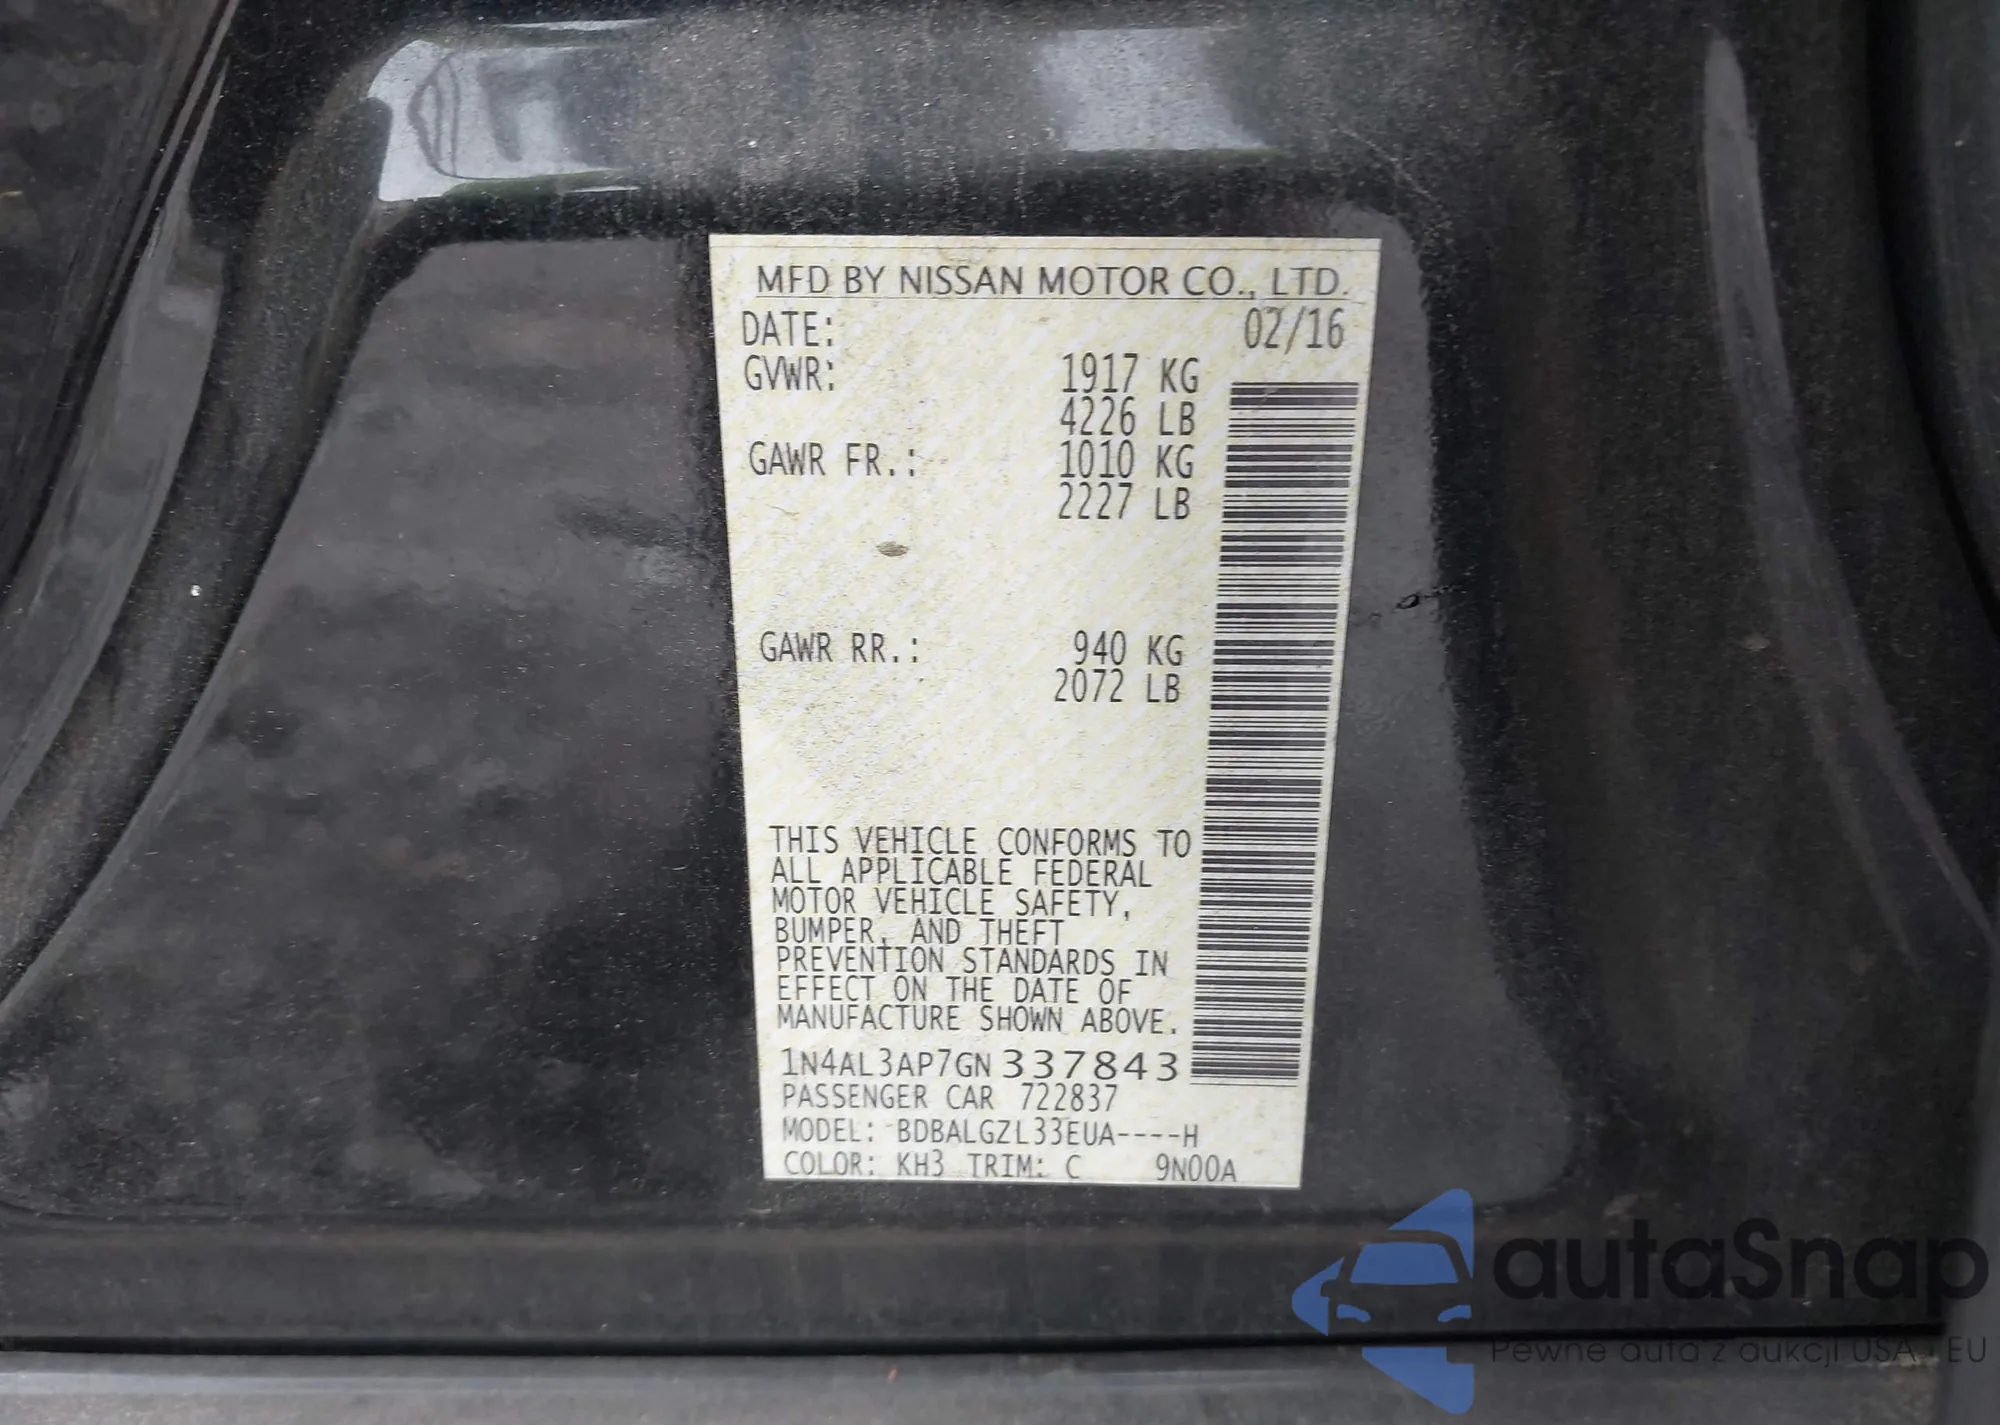 MFD BY NISSAN MOTOR CO., LTD.
DATE: 02/16
GVWR: 1917 KG
4226 LB
GAWR FR.: 1010 KG
2227 LB
GAWR RR.: 940 KG
2072 LB
THIS VEHICLE CONFORMS TO
ALL APPLICABLE FEDERAL
MOTOR VEHICLE SAFETY,
BUMPER, AND THEFT
PREVENTION STANDARDS IN
EFFECT ON THE DATE OF
MANUFACTURE SHOWN ABOVE.
1N4AL3AP7GN337843
PASSENGER CAR 722837
MODEL: BDBALGZL33EUA----H
COLOR: KH3 TRIM: C 9N00A
autaSnap
Pewne auta z aukcji USA i EU